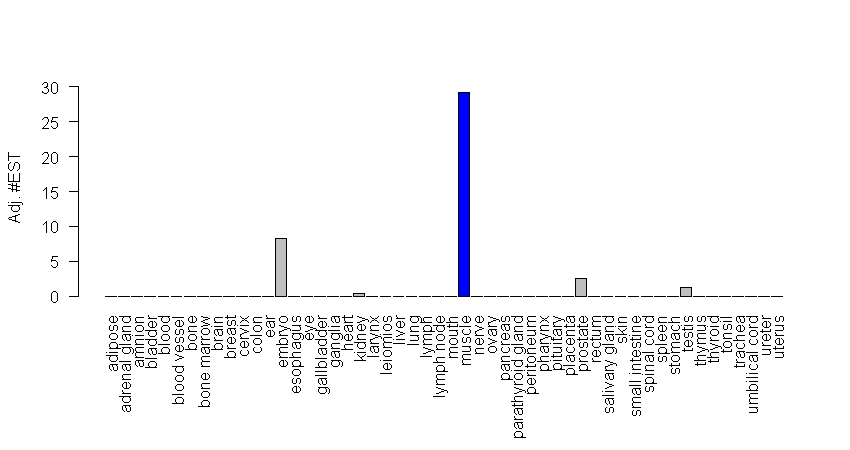 Adj. #EST
30
25
20
15
10
5
0
adipose
adrenal gland
amnion
bladder
blood
blood vessel
bone
bone marrow
brain
breast
cervix
colon
ear
embryo
esophagus
eye
gallbladder
ganglia
heart
kidney
larynx
leiomios
liver
lung
lymph
lymph node
mouth
muscle
nerve
ovary
pancreas
parathyroid gland
peritoneum
pharynx
pituitary
placenta
prostate
rectum
salivary gland
skin
small intestine
spinal cord
spleen
stomach
testis
thymus
thyroid
tonsil
trachea
umbilical cord
ureter
uterus